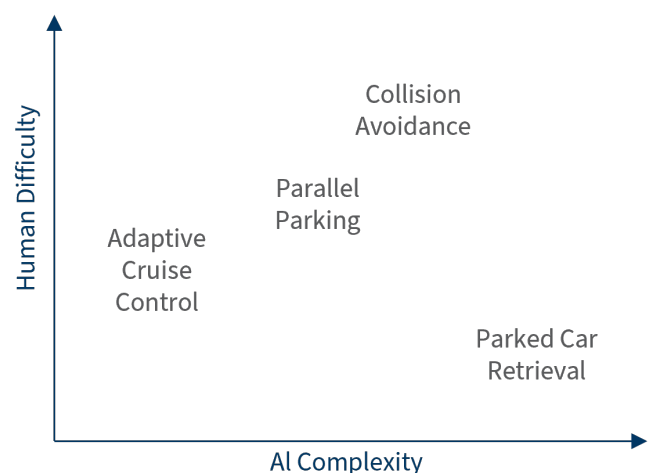 Human Difficulty
Collision
Avoidance
Parallel
Parking
Adaptive
Cruise
Control
Parked Car
Retrieval
AI Complexity